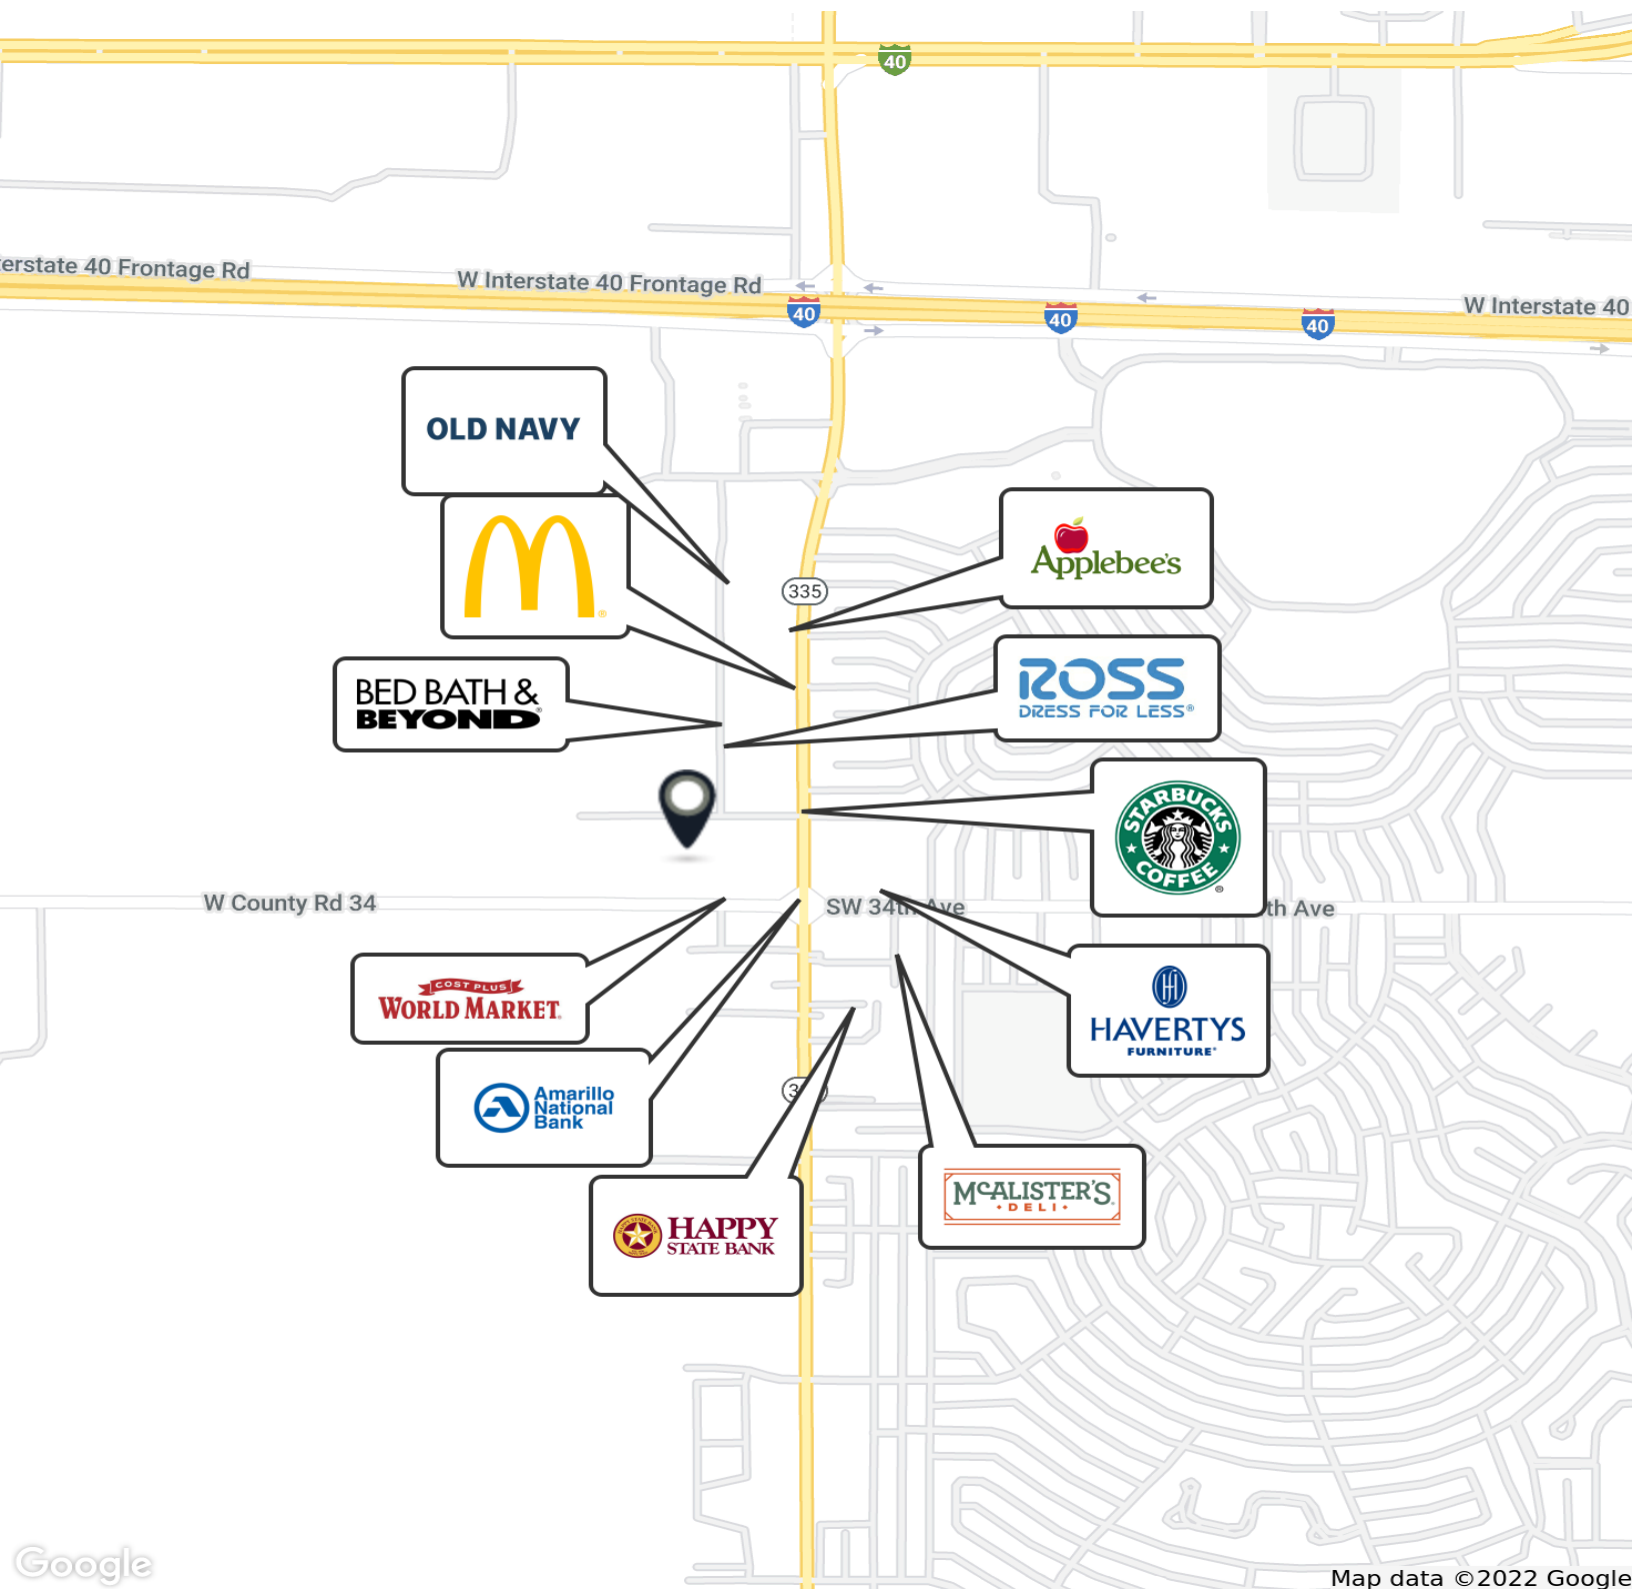 40
erstate 40 Frontage Rd
W Interstate 40 Frontage Rd
40
40
40
W Interstate 40
OLD NAVY
®
335
Applebee's
BED BATH &
BEYOND®
ROSS
DRESS FOR LESS®
STARBUCKS
COFFEE
®
W County Rd 34
SW 34th Ave
th Ave
COST PLUS
WORLD MARKET.
HAVERTYS
FURNITURE®
Amarillo
National
Bank
McALISTER'S
DELI
HAPPY
STATE BANK
Google
Map data ©2022 Google